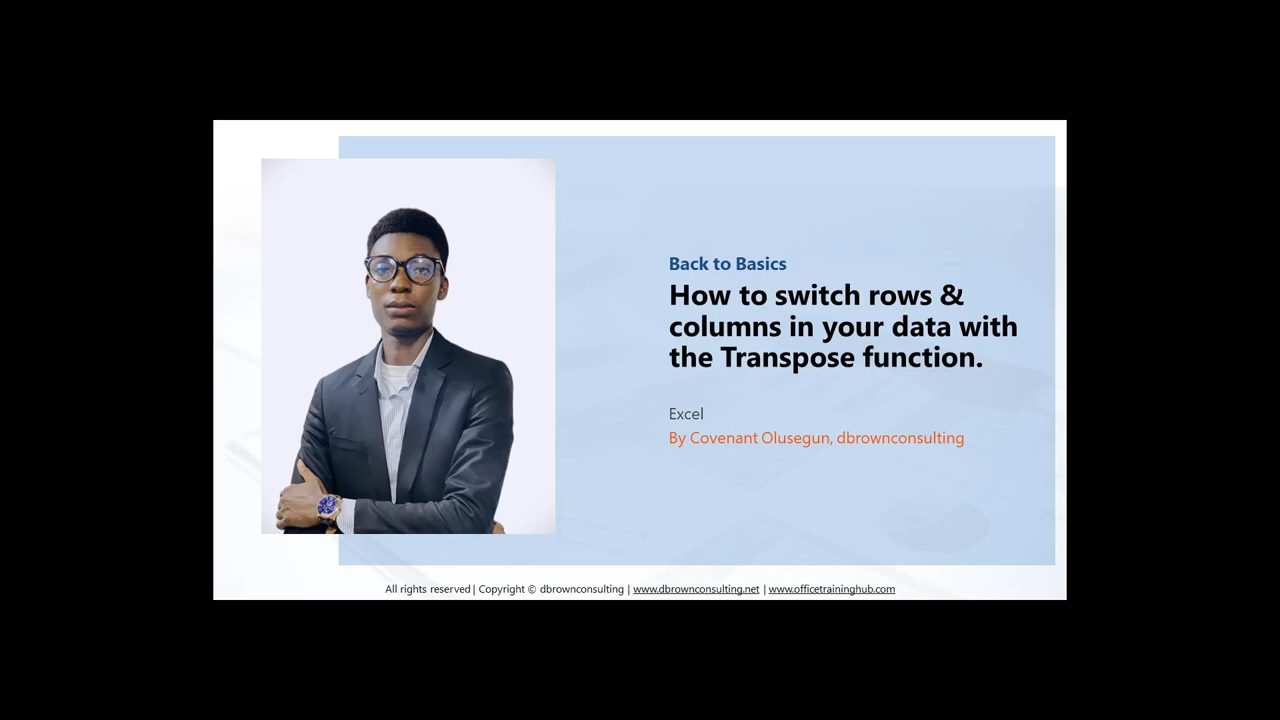 Back to Basics
How to switch rows &
columns in your data with
the Transpose function.
Excel
By Covenant Olusegun, dbrownconsulting
All rights reserved | Copyright © dbrownconsulting | www.dbrownconsulting.net | www.officetraininghub.com